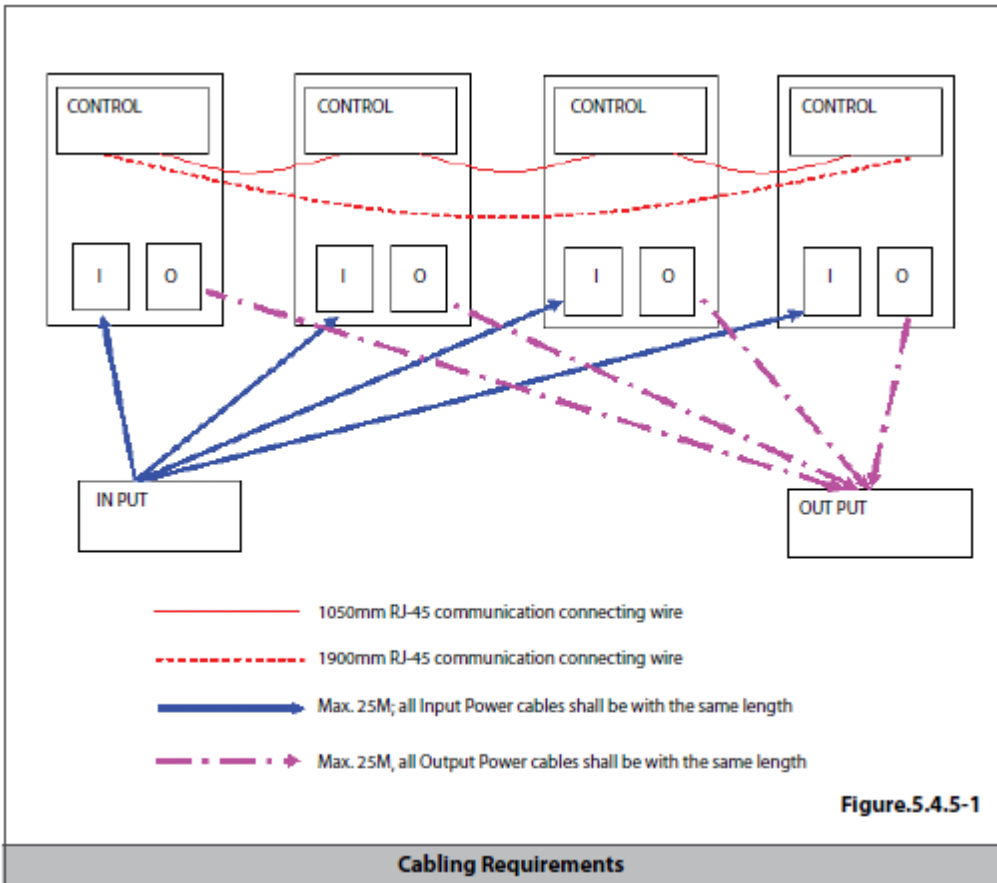 CONTROL
CONTROL
CONTROL
CONTROL
I
O
I
O
I
O
I
O
IN PUT
OUT PUT
1050mm RJ-45 communication connecting wire
1900mm RJ-45 communication connecting wire
Max. 25M; all Input Power cables shall be with the same length
Max. 25M, all Output Power cables shall be with the same length
Figure.5.4.5-1
Cabling Requirements